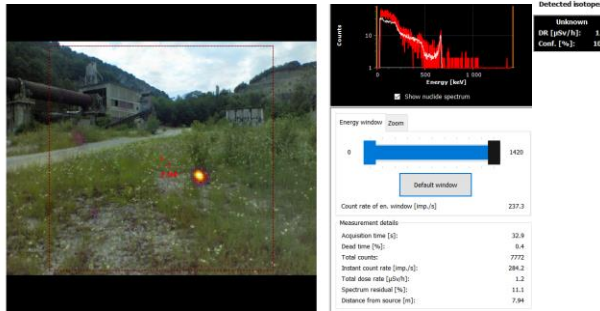 Detected isotope
Unknown
DR [µSv/h]: 1.
Conf. [%]: 10
Counts
10
1
0
500
1 000
Energy [keV]
Show nuclide spectrum
Energy window
Zoom
0
1420
Default window
Count rate of en. window [imp./s] 237.3
Measurement details
Acquisition time [s]: 32.9
Dead time [%]: 0.4
Total counts: 7772
Instant count rate [imp./s]: 284.2
Total dose rate [µSv/h]: 1.2
Spectrum residual [%]: 11.1
Distance from source [m]: 7.94